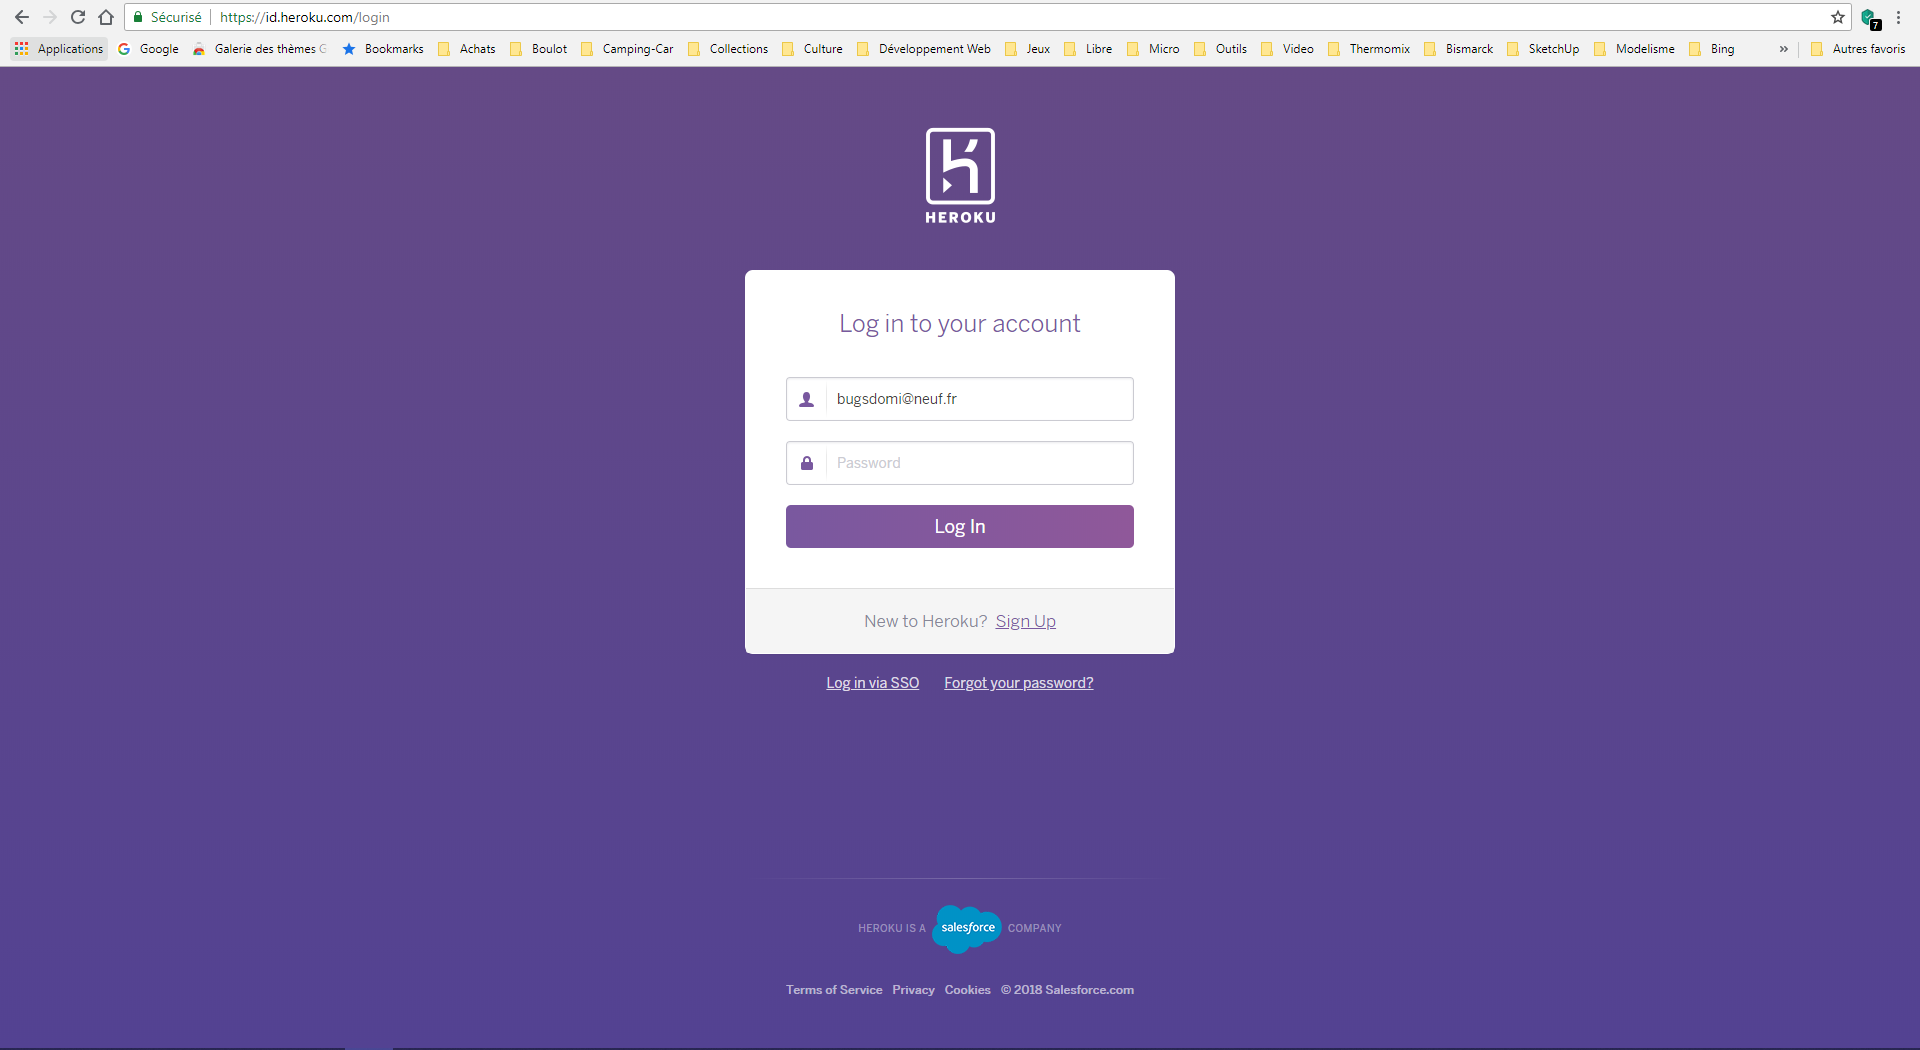 Sécurisé https://id.heroku.com/login
7
Applications Google Galerie des thèmes G Bookmarks Achats Boulot Camping-Car Collections Culture Développement Web Jeux Libre Micro Outils Video Thermomix Bismarck SketchUp Modelisme Bing » Autres favoris
HEROKU
Log in to your account
bugsdomi@neuf.fr
Password
Log In
New to Heroku? Sign Up
Log in via SSO Forgot your password?
HEROKU IS A salesforce COMPANY
Terms of Service Privacy Cookies © 2018 Salesforce.com